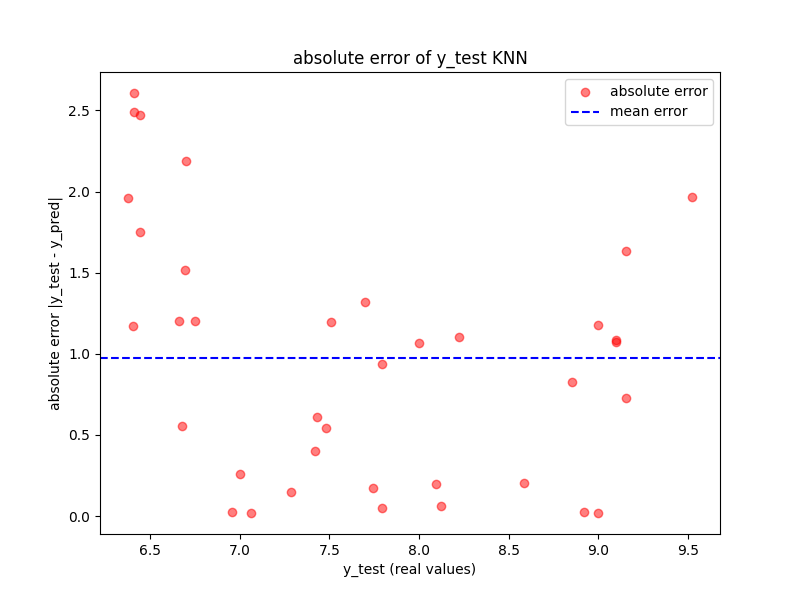 absolute error of y_test KNN
absolute error
mean error
absolute error |y_test - y_pred|
2.5
2.0
1.5
1.0
0.5
0.0
6.5 7.0 7.5 8.0 8.5 9.0 9.5
y_test (real values)